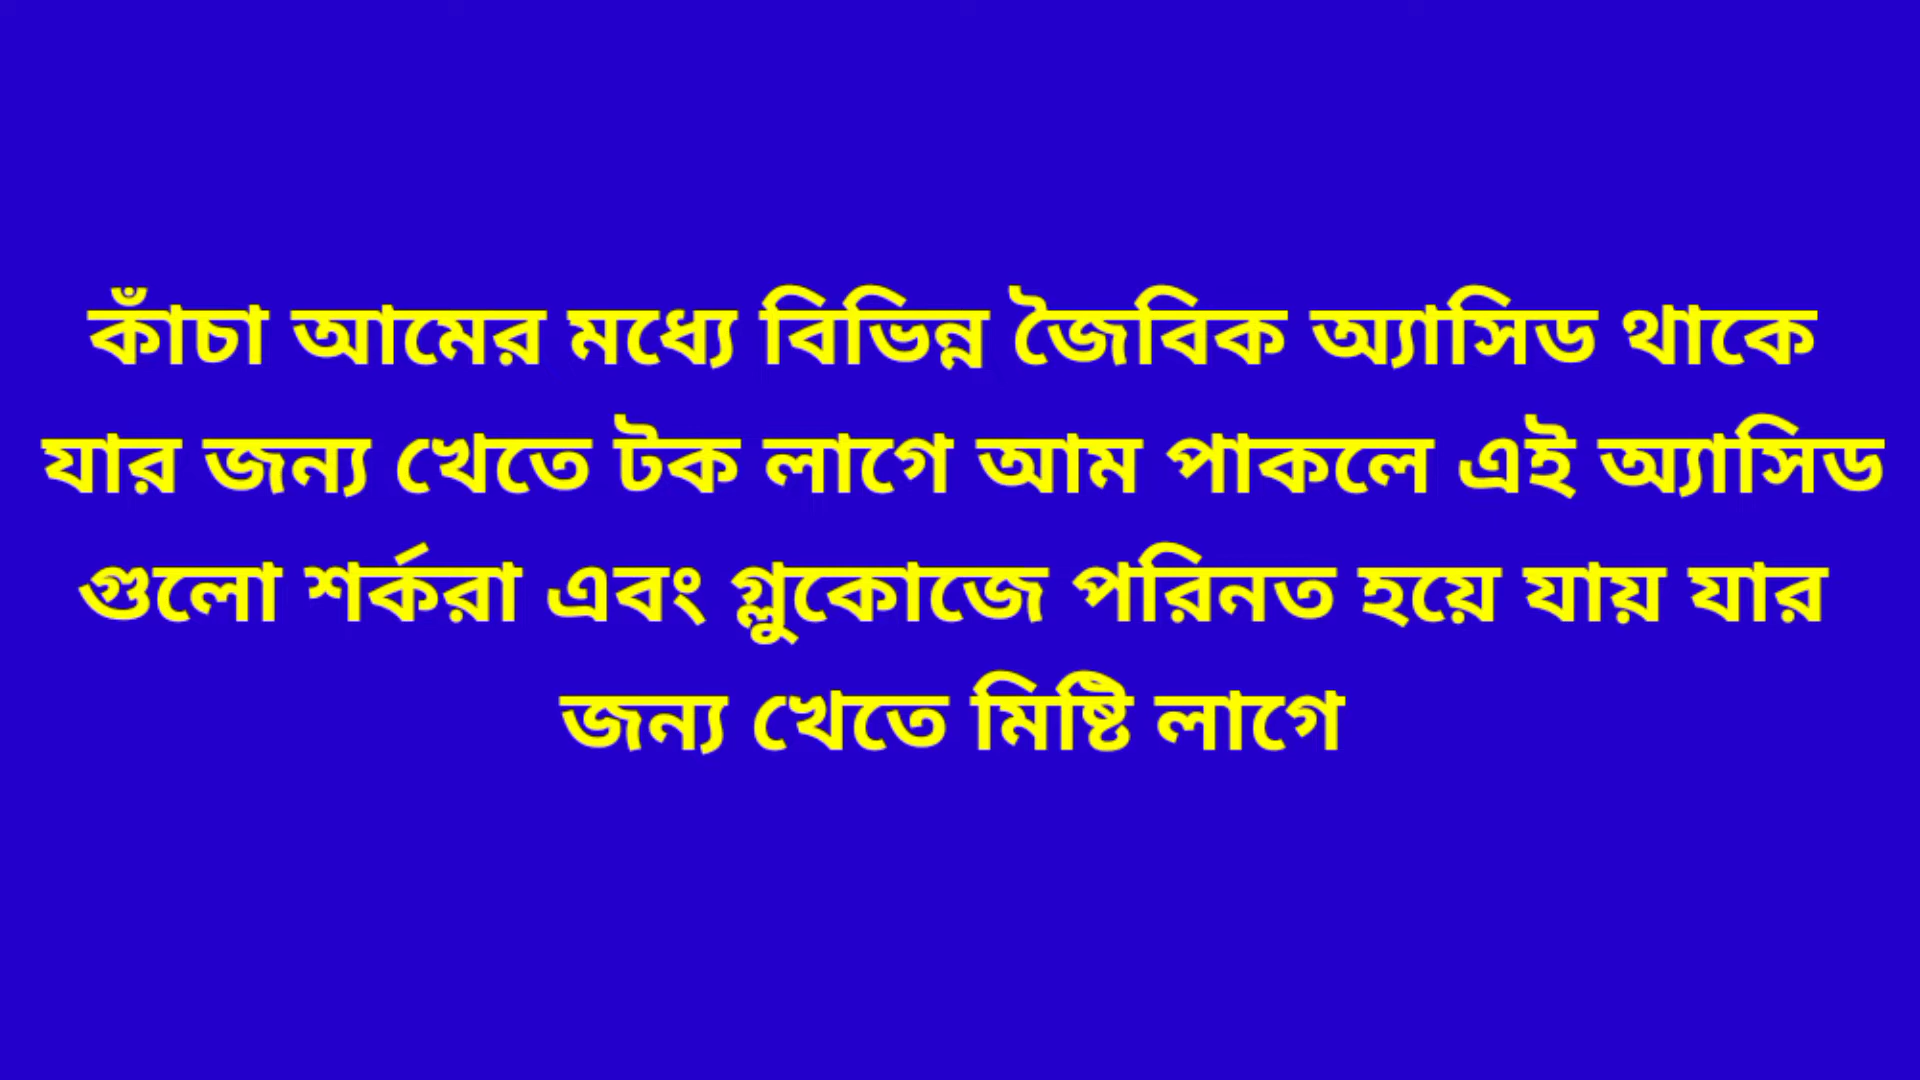 কাঁচা আমের মধ্যে বিভিন্ন জৈবিক অ্যাসিড থাকে
যার জন্য খেতে টক লাগে আম পাকলে এই অ্যাসিড
গুলো শর্করা এবং গ্লুকোজে পরিনত হয়ে যায় যার
জন্য খেতে মিষ্টি লাগে